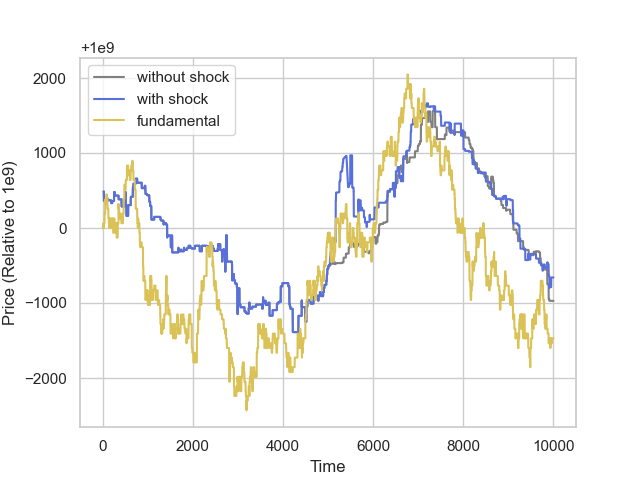 +1e9
without shock
with shock
fundamental
2000
1000
0
−1000
−2000
Price (Relative to 1e9)
0 2000 4000 6000 8000 10000
Time